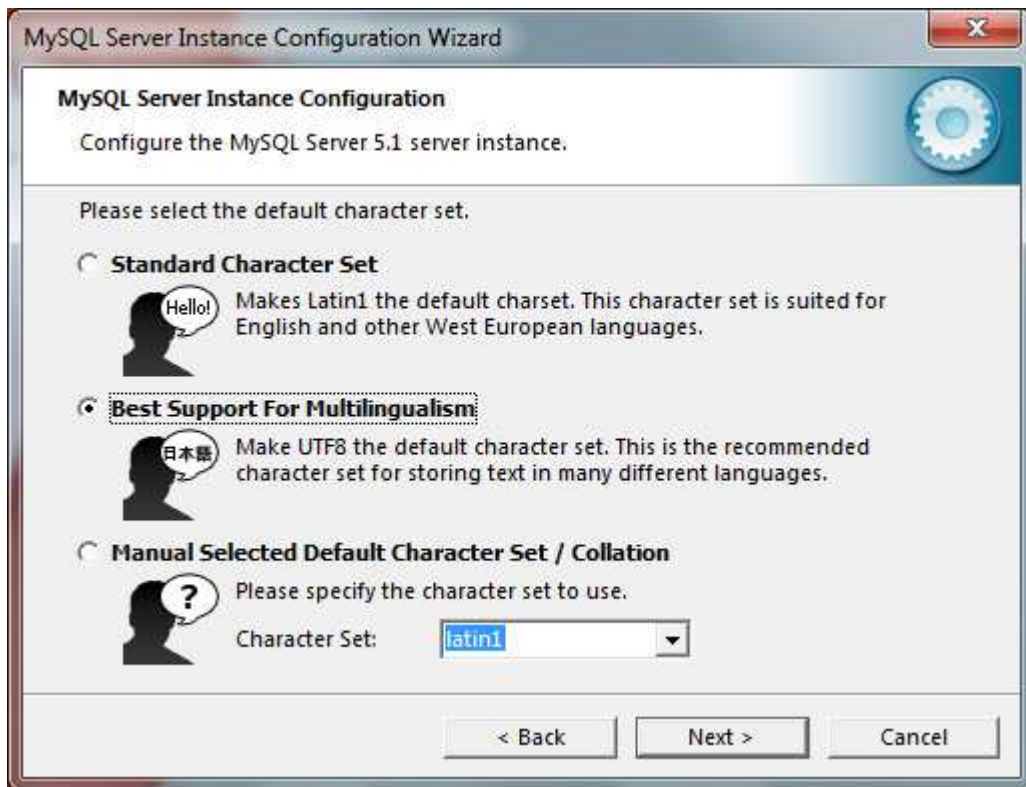 MySQL Server Instance Configuration Wizard
MySQL Server Instance Configuration
Configure the MySQL Server 5.1 server instance.
Please select the default character set.
Standard Character Set
Hello!
Makes Latin1 the default charset. This character set is suited for
English and other West European languages.
Best Support For Multilingualism
日本語
Make UTF8 the default character set. This is the recommended
character set for storing text in many different languages.
Manual Selected Default Character Set / Collation
?
Please specify the character set to use.
Character Set: latin1
< Back Next > Cancel